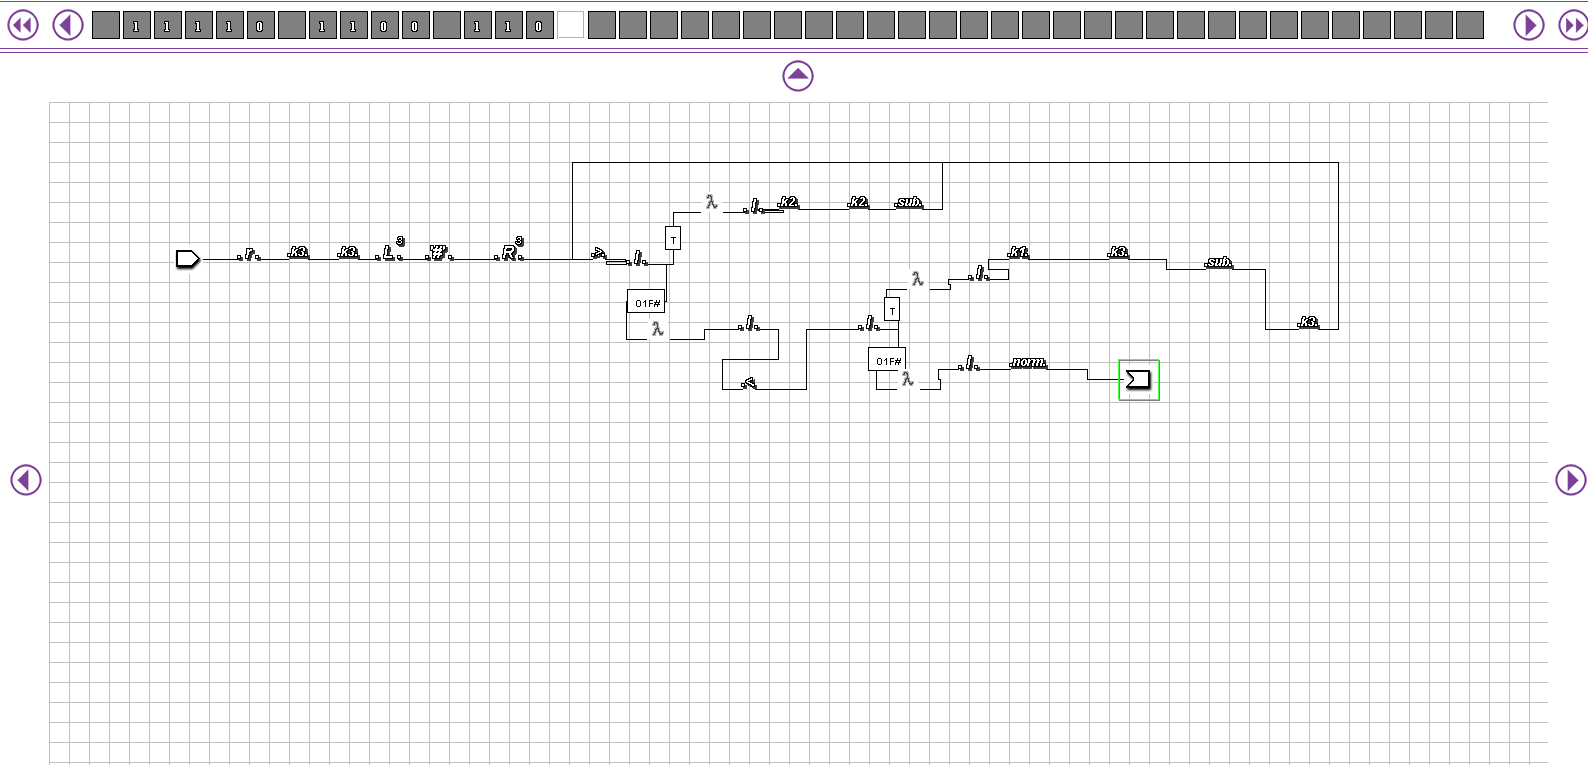 1 1 1 1 0 1 1 0 0 1 1 0
λ .l. .k2. .k2. .sub.
.r. .k3. .k3. .L.³ .#. .R.³ > .l. T
λ .l. .k1. .k3. .sub.
01F# T
λ .l. .l. .k3.
< 01F# λ .l. .norm.